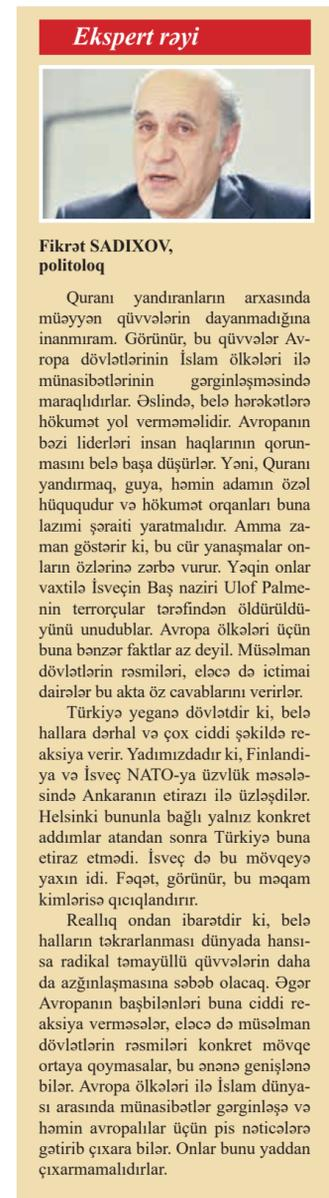 Ekspert rəyi
Fikrət SADIXOV,
politoloq
Quranı yandıranların arxasında
müəyyən qüvvələrin dayanmadığına
inanmıram. Görünür, bu qüvvələr Av-
ropa dövlətlərinin İslam ölkələri ilə
münasibətlərinin gərginləşməsində
maraqlıdırlar. Əslində, belə hərəkətlərə
hökumət yol verməməlidir. Avropanın
bəzi liderləri insan haqlarının qorun-
masını belə başa düşürlər. Yəni, Quranı
yandırmaq, guya, həmin adamın özəl
hüququdur və hökumət orqanları buna
lazımi şəraiti yaratmalıdır. Amma za-
man göstərir ki, bu cür yanaşmalar on-
ların özlərinə zərbə vurur. Yəqin onlar
vaxtilə İsveçin Baş naziri Ulof Palme-
nin terrorçular tərəfindən öldürüldü-
yünü unudublar. Avropa ölkələri üçün
buna bənzər faktlar az deyil. Müsəlman
dövlətlərin rəsmiləri, eləcə də ictimai
dairələr bu akta öz cavablarını verirlər.
Türkiyə yeganə dövlətdir ki, belə
hallara dərhal və çox ciddi şəkildə re-
aksiya verir. Yadımızdadır ki, Finlandi-
ya və İsveç NATO-ya üzvlük məsələ-
sində Ankaranın etirazı ilə üzləşdilər.
Helsinki bununla bağlı yalnız konkret
addımlar atandan sonra Türkiyə buna
etiraz etmədi. İsveç də bu mövqeyə
yaxın idi. Fəqət, görünür, bu məqam
kimlərisə qıcıqlandırır.
Reallıq ondan ibarətdir ki, belə
halların təkrarlanması dünyada hansı-
sa radikal təmayüllü qüvvələrin daha
da azğınlaşmasına səbəb olacaq. Əgər
Avropanın başbilənləri buna ciddi re-
aksiya verməsələr, eləcə də müsəlman
dövlətlərin rəsmiləri konkret mövqe
ortaya qoymasalar, bu ənənə genişlənə
bilər. Avropa ölkələri ilə İslam dünya-
sı arasında münasibətlər gərginləşə və
həmin avropalılar üçün pis nəticələrə
gətirib çıxara bilər. Onlar bunu yaddan
çıxarmamalıdırlar.